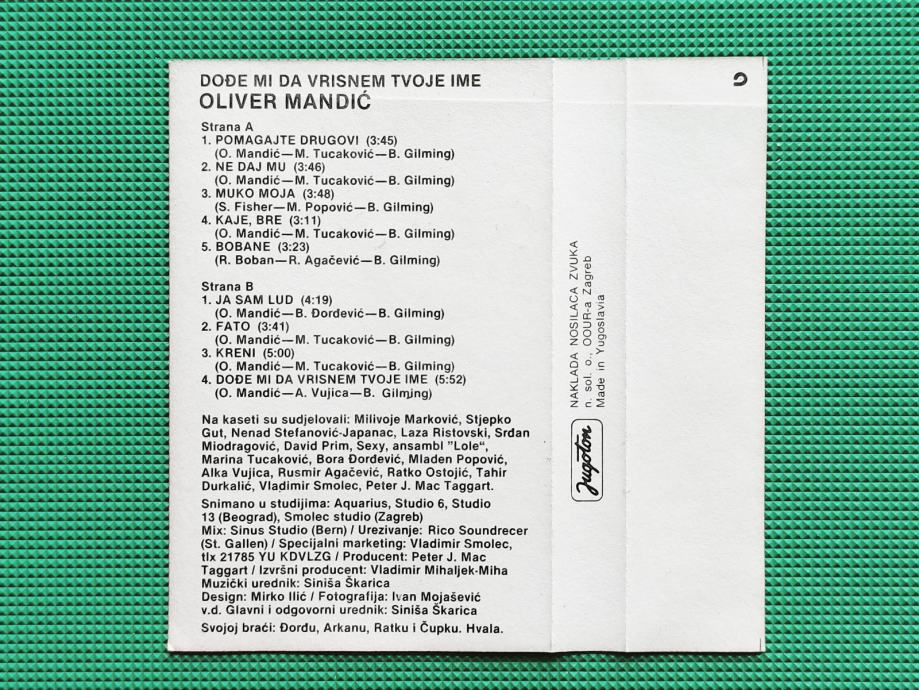 DOĐE MI DA VRISNEM TVOJE IME
OLIVER MANDIĆ
Strana A
1. POMAGAJTE DRUGOVI (3:45)
(O. Mandić—M. Tucaković—B. Gilming)
2. NE DAJ MU (3:46)
(O. Mandić—M. Tucaković—B. Gilming)
3. MUKO MOJA (3:48)
(S. Fisher—M. Popović—B. Gilming)
4. KAJE, BRE (3:11)
(O. Mandić—M. Tucaković—B. Gilming)
5. BOBANE (3:23)
(R. Boban—R. Agačević—B. Gilming)
Strana B
1. JA SAM LUD (4:19)
(O. Mandić—B. Đorđević—B. Gilming)
2. FATO (3:41)
(O. Mandić—M. Tucaković—B. Gilming)
3. KRENI (5:00)
(O. Mandić—M. Tucaković—B. Gilming)
4. DOĐE MI DA VRISNEM TVOJE IME (5:52)
(O. Mandić—A. Vujica—B. Gilming)
Na kaseti su sudjelovali: Milivoje Marković, Stjepko
Gut, Nenad Stefanović-Japanac, Laza Ristovski, Srđan
Miodragović, David Prim, Sexy, ansambl "Lole",
Marina Tucaković, Bora Đorđević, Mladen Popović,
Alka Vujica, Rusmir Agačević, Ratko Ostojić, Tahir
Durkalić, Vladimir Smolec, Peter J. Mac Taggart.
Snimano u studijima: Aquarius, Studio 6, Studio
13 (Beograd), Smolec studio (Zagreb)
Mix: Sinus Studio (Bern) / Urezivanje: Rico Soundrecer
(St. Gallen) / Specijalni marketing: Vladimir Smolec,
tlx 21785 YU KDVLZG / Producent: Peter J. Mac
Taggart / Izvršni producent: Vladimir Mihaljek-Miha
Muzički urednik: Siniša Škarica
Design: Mirko Ilić / Fotografija: Ivan Mojašević
v.d. Glavni i odgovorni urednik: Siniša Škarica
Svojoj braći: Đorđu, Arkanu, Ratku i Čupku. Hvala.
Jugoton
NAKLADA NOSILACA ZVUKA
n. sol. o., OOUR-a Zagreb
Made in Yugoslavia